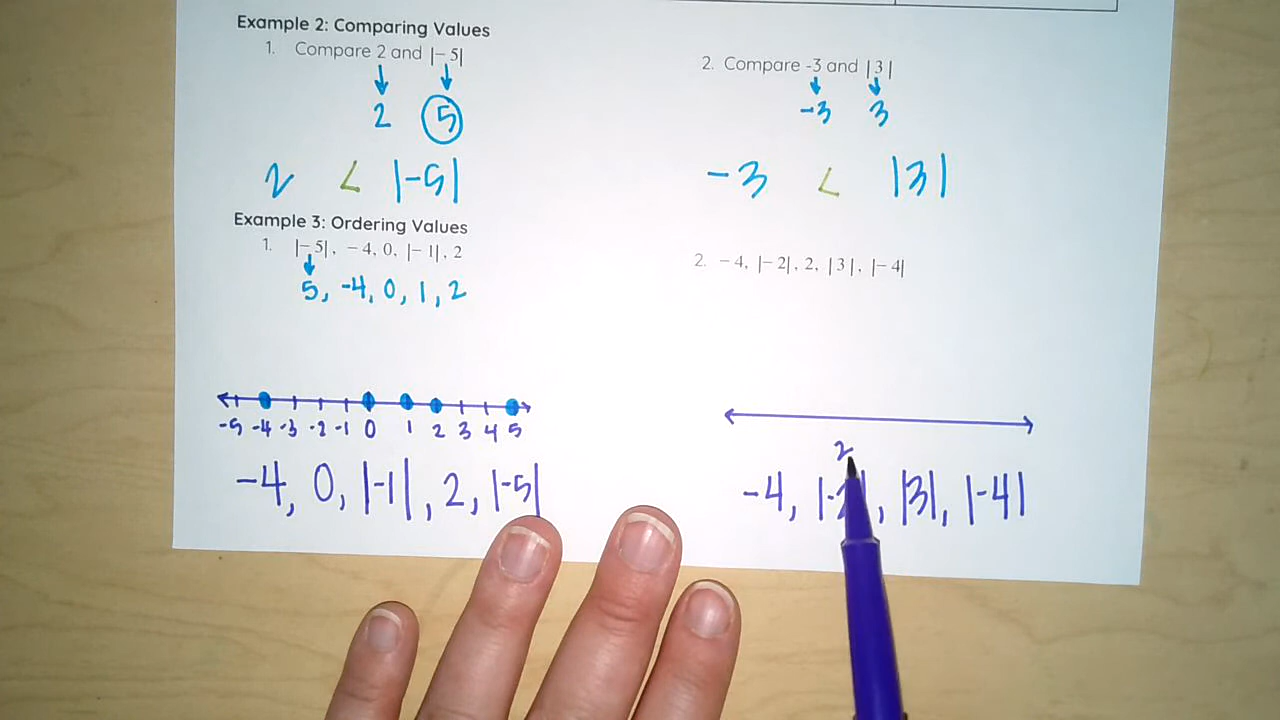 Example 2: Comparing Values
1. Compare 2 and |− 5|
2 5
2 < |-5|
2. Compare -3 and | 3 |
-3 3
-3 < |3|
Example 3: Ordering Values
1. |− 5|, − 4, 0, |− 1|, 2
5, -4, 0, 1, 2
-5 -4 -3 -2 -1 0 1 2 3 4 5
-4, 0, |-1|, 2, |-5|
2. − 4, |− 2|, 2, | 3 |, |− 4|
2
-4, |-2|, |3|, |-4|